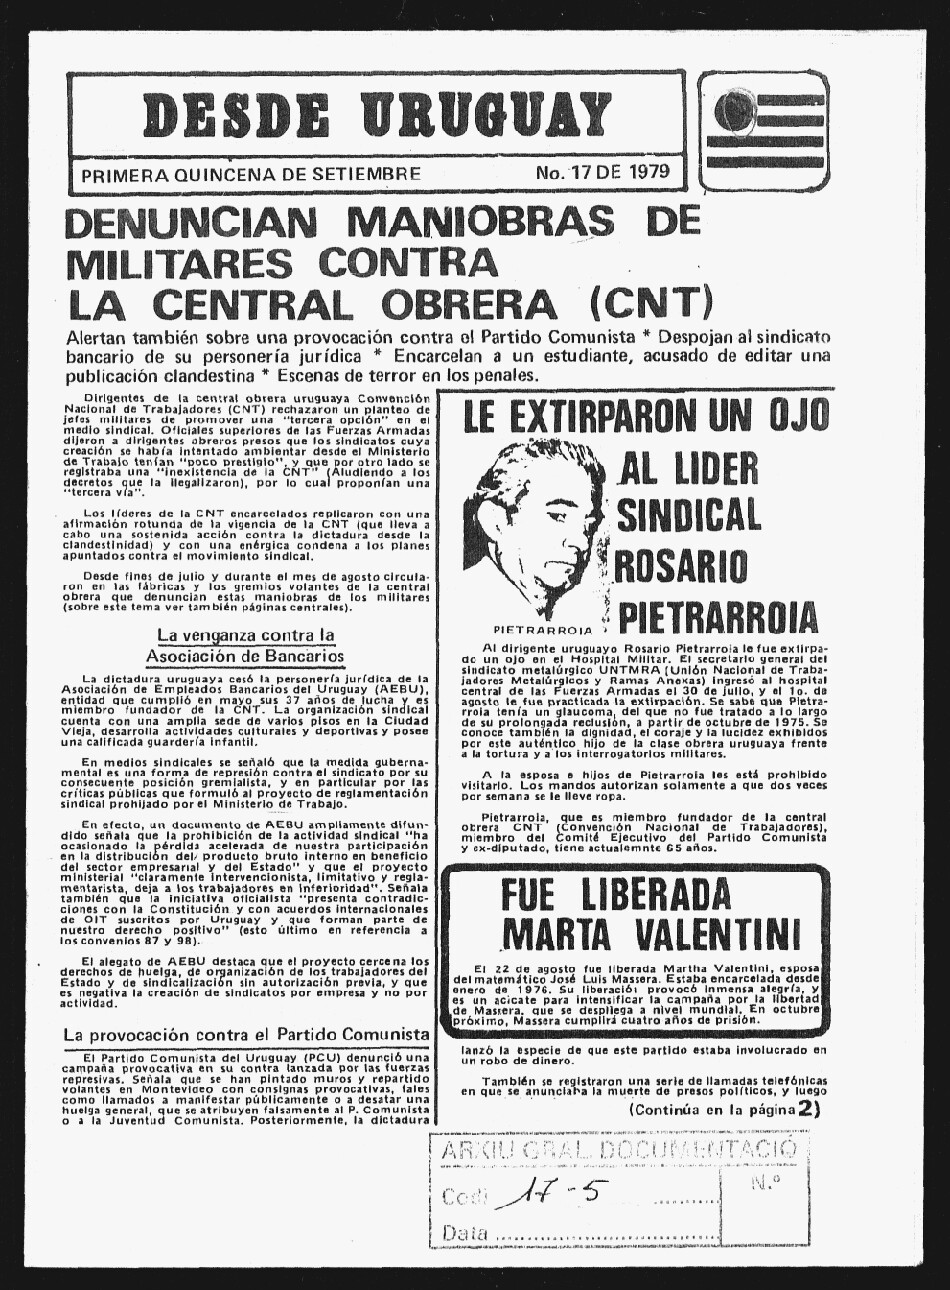 DESDE URUGUAY
PRIMERA QUINCENA DE SETIEMBRE No. 17 DE 1979
DENUNCIAN MANIOBRAS DE
MILITARES CONTRA
LA CENTRAL OBRERA (CNT)
Alertan también sobre una provocación contra el Partido Comunista * Despojan al sindicato
bancario de su personería jurídica * Encarcelan a un estudiante, acusado de editar una
publicación clandestina * Escenas de terror en los penales.
Dirigentes de la central obrera uruguaya Convención
Nacional de Trabajadores (CNT) rechazaron un planteo de
jefes militares de promover una "tercera opción" en el
medio sindical. Oficiales superiores de las Fuerzas Armadas
dijeron a dirigentes obreros presos que los sindicatos cuya
creación se había intentado ambientar desde el Ministerio
de Trabajo tenían "poco prestigio", y que por otro lado se
registraba una "inexistencia de la CNT" (Aludiendo a los
decretos que la ilegalizaron), por lo cual proponían una
"tercera vía".
Los líderes de la CNT encarcelados replicaron con una
afirmación rotunda de la vigencia de la CNT (que lleva a
cabo una sostenida acción contra la dictadura desde la
clandestinidad) y con una enérgica condena a los planes
apuntados contra el movimiento sindical.
Desde fines de julio y durante el mes de agosto circula-
ron en las fábricas y los gremios volantes de la central
obrera que denuncian estas maniobras de los militares
(sobre este tema ver también páginas centrales).
La venganza contra la
Asociación de Bancarios
La dictadura uruguaya cesó la personería jurídica de la
Asociación de Empleados Bancarios del Uruguay (AEBU),
entidad que cumplió en mayo sus 37 años de lucha y es
miembro fundador de la CNT. La organización sindical
cuenta con una amplia sede de varios pisos en la Ciudad
Vieja, desarrolla actividades culturales y deportivas y posee
una calificada guardería infantil.
En medios sindicales se señaló que la medida guberna-
mental es una forma de represión contra el sindicato por su
consecuente posición gremialista, y en particular por las
críticas públicas que formuló al proyecto de reglamentación
sindical prohijado por el Ministerio de Trabajo.
En efecto, un documento de AEBU ampliamente difun-
dido señala que la prohibición de la actividad sindical "ha
ocasionado la pérdida acelerada de nuestra participación
en la distribución del producto bruto interno en beneficio
del sector empresarial y del Estado" y que el proyecto
ministerial "claramente intervencionista, limitativo y regla-
mentarista, deja a los trabajadores en inferioridad". Señala
también que la iniciativa oficialista "presenta contradic-
ciones con la Constitución y con acuerdos internacionales
de OIT suscritos por Uruguay y que forman parte de
nuestro derecho positivo" (esto último en referencia a
los convenios 87 y 98).
El alegato de AEBU destaca que el proyecto cercena los
derechos de huelga, de organización de los trabajadores del
Estado y de sindicalización sin autorización previa, y que
es negativa la creación de sindicatos por empresa y no por
actividad.
La provocación contra el Partido Comunista
El Partido Comunista del Uruguay (PCU) denunció una
campaña provocativa en su contra lanzada por las fuerzas
represivas. Señala que se han pintado muros y repartido
volantes en Montevideo con consignas provocativas, tales
como llamados a manifestar públicamente o a desatar una
huelga general, que se atribuyen falsamente al P. Comunista
o a la Juventud Comunista. Posteriormente, la dictadura
LE EXTIRPARON UN OJO
AL LIDER
SINDICAL
ROSARIO
PIETRARROIA
PIETRARROIA
Al dirigente uruguayo Rosario Pietrarroia le fue extirpa-
do un ojo en el Hospital Militar. El secretario general del
sindicato metalúrgico UNTMRA (Unión Nacional de Traba-
jadores Metalúrgicos y Ramas Anexas) ingresó al hospital
central de las Fuerzas Armadas el 30 de julio, y el 1o. de
agosto le fue practicada la extirpación. Se sabe que Pietra-
rroia tenía un glaucoma, del que no fue tratado a lo largo
de su prolongada reclusión, a partir de octubre de 1975. Se
conoce también la dignidad, el coraje y la lucidez exhibidos
por este auténtico hijo de la clase obrera uruguaya frente
a la tortura y a los interrogatorios militares.
A la esposa e hijos de Pietrarroia les está prohibido
visitarlo. Los mandos autorizan solamente a que dos veces
por semana se le lleve ropa.
Pietrarroia, que es miembro fundador de la central
obrera CNT (Convención Nacional de Trabajadores),
miembro del Comité Ejecutivo del Partido Comunista
y ex-diputado, tiene actualemnte 65 años.
FUE LIBERADA
MARTA VALENTINI
El 22 de agosto fue liberada Martha Valentini, esposa
del matemático José Luis Massera. Estaba encarcelada desde
enero de 1976. Su liberación provocó inmensa alegría, y
es un acicate para intensificar la campaña por la libertad
de Massera, que se despliega a nivel mundial. En octubre
próximo, Massera cumplirá cuatro años de prisión.
lanzó la especie de que este partido estaba involucrado en
un robo de dinero.
También se registraron una serie de llamadas telefónicas
en que se anunciaba la muerte de presos políticos, y luego
(Continúa en la página 2)
ARXIU GRAL. DOCUMENTACIÓ
Codi 17-5 N.º
Data